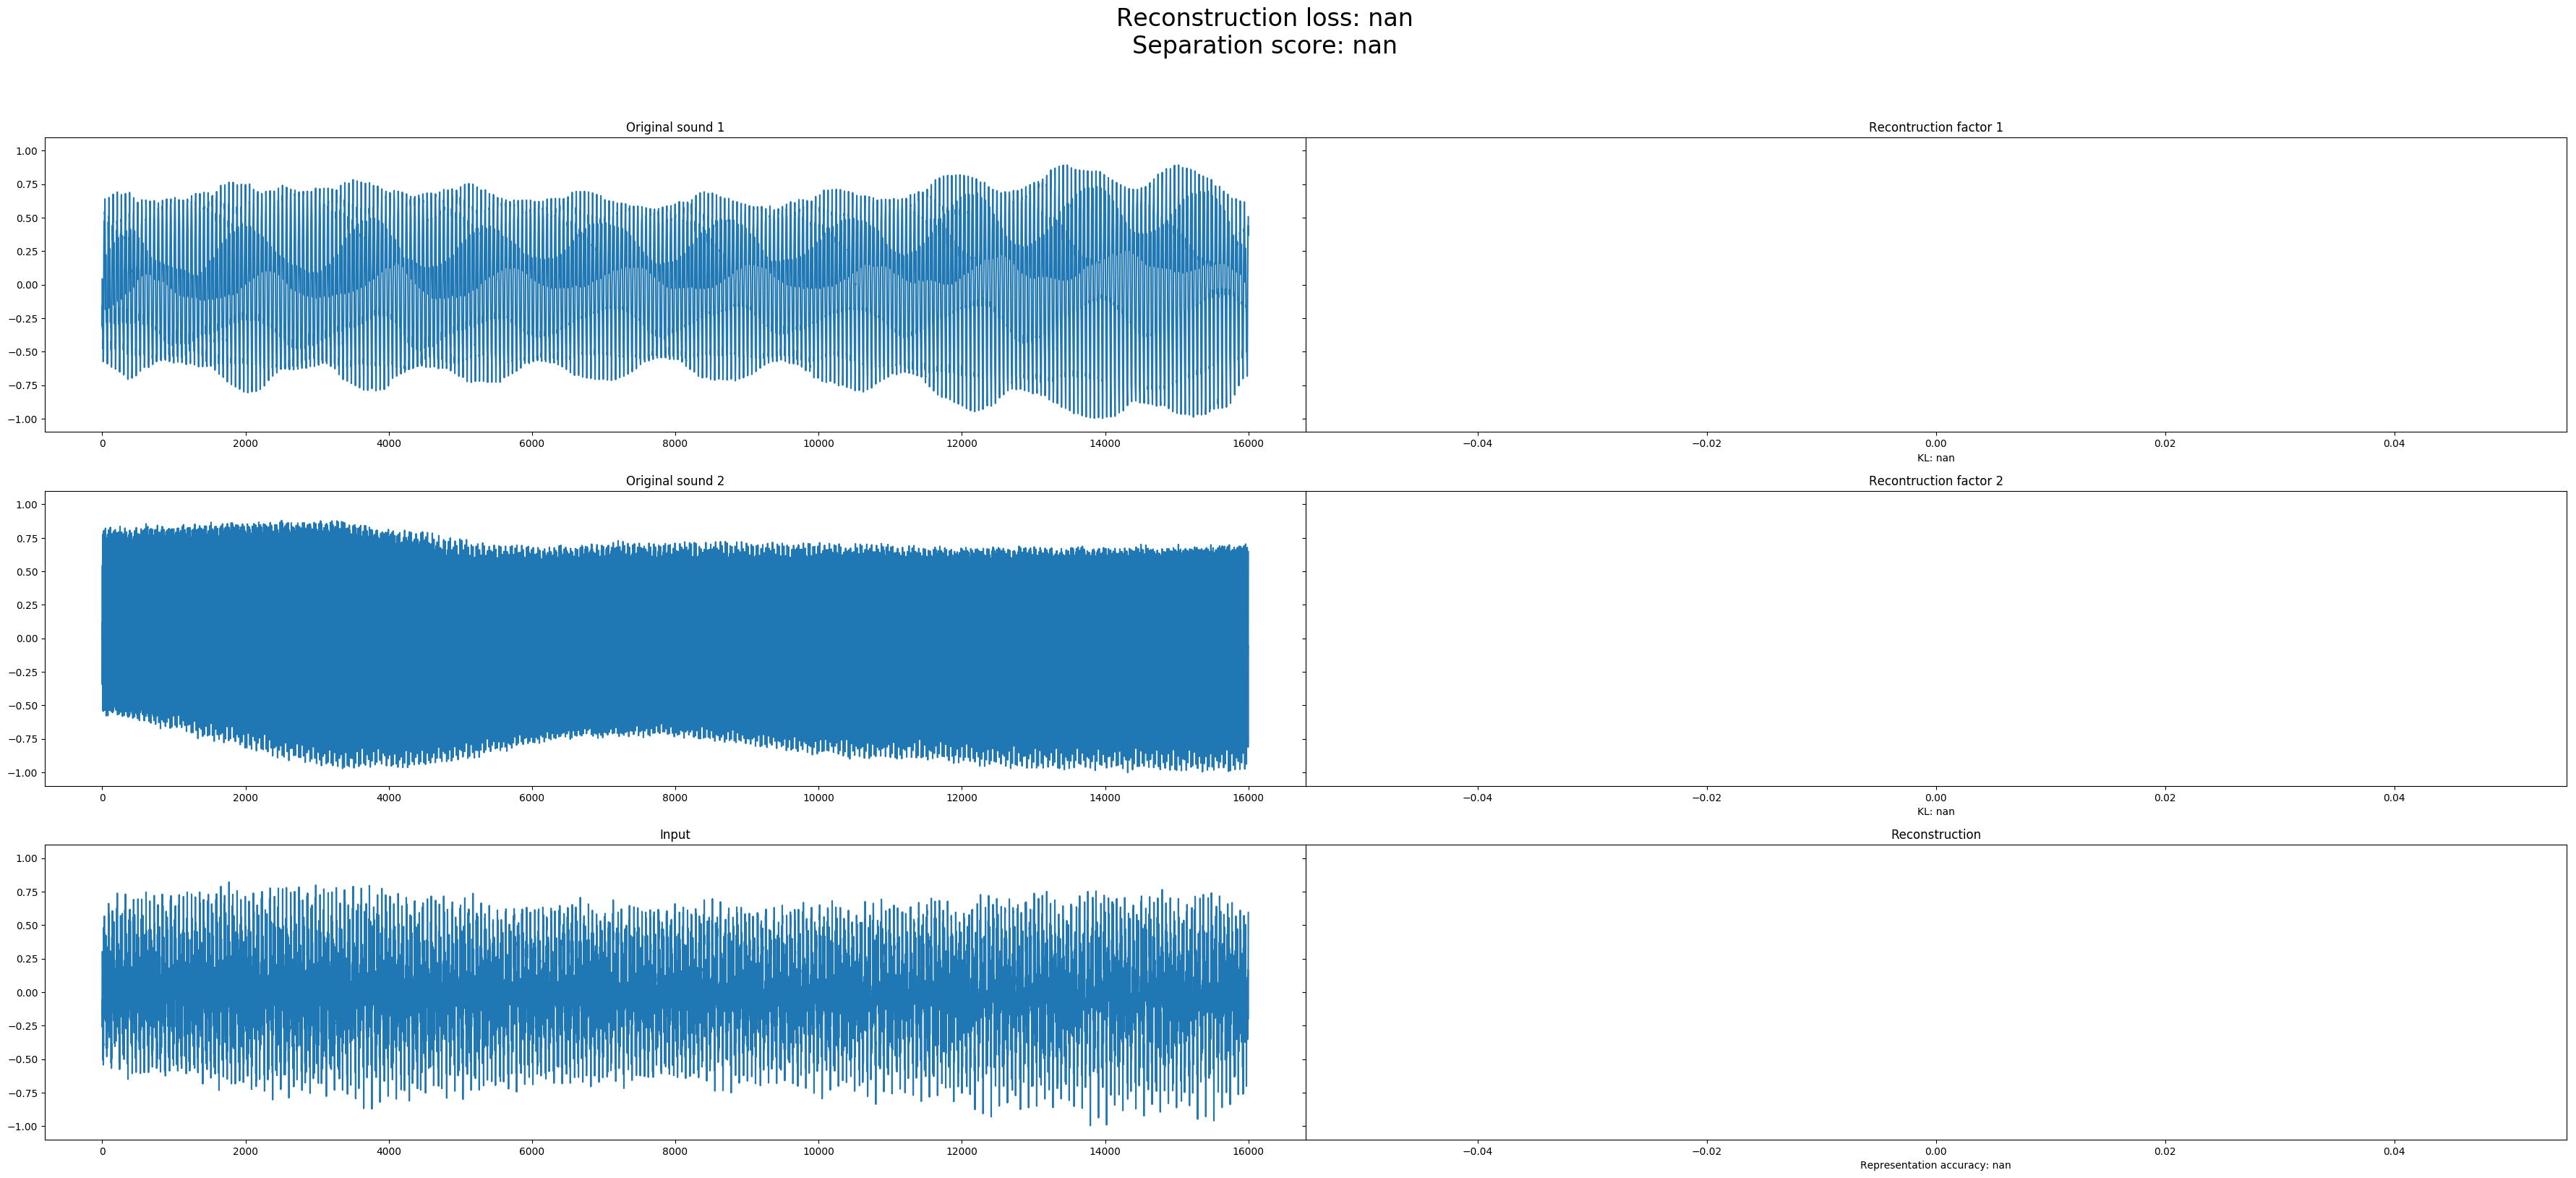 Reconstruction loss: nan
Separation score: nan
Original sound 1
Recontruction factor 1
1.00
0.75
0.50
0.25
0.00
−0.25
−0.50
−0.75
−1.00
0 2000 4000 6000 8000 10000 12000 14000 16000
−0.04 −0.02 0.00 0.02 0.04
KL: nan
Original sound 2
Recontruction factor 2
1.00
0.75
0.50
0.25
0.00
−0.25
−0.50
−0.75
−1.00
0 2000 4000 6000 8000 10000 12000 14000 16000
−0.04 −0.02 0.00 0.02 0.04
KL: nan
Input
Reconstruction
1.00
0.75
0.50
0.25
0.00
−0.25
−0.50
−0.75
−1.00
0 2000 4000 6000 8000 10000 12000 14000 16000
−0.04 −0.02 0.00 0.02 0.04
Representation accuracy: nan